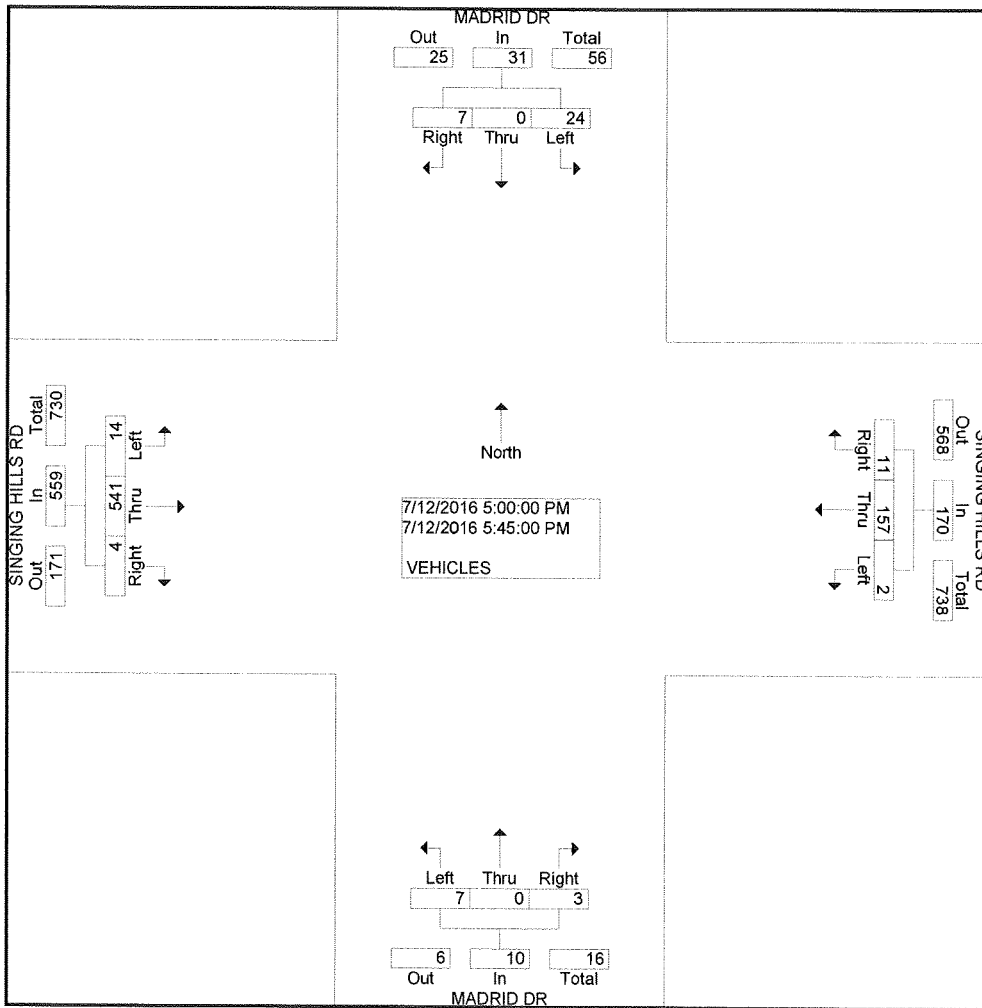 MADRID DR
Out In Total
25 31 56
7 0 24
Right Thru Left
SINGING HILLS RD
Out In Total
171 559 730
14 541 4
Left Thru Right
North
7/12/2016 5:00:00 PM
7/12/2016 5:45:00 PM
VEHICLES
Right Thru Left
11 157 2
Out In Total
568 170 738
SINGING HILLS RD
Left Thru Right
7 0 3
6 10 16
Out In Total
MADRID DR